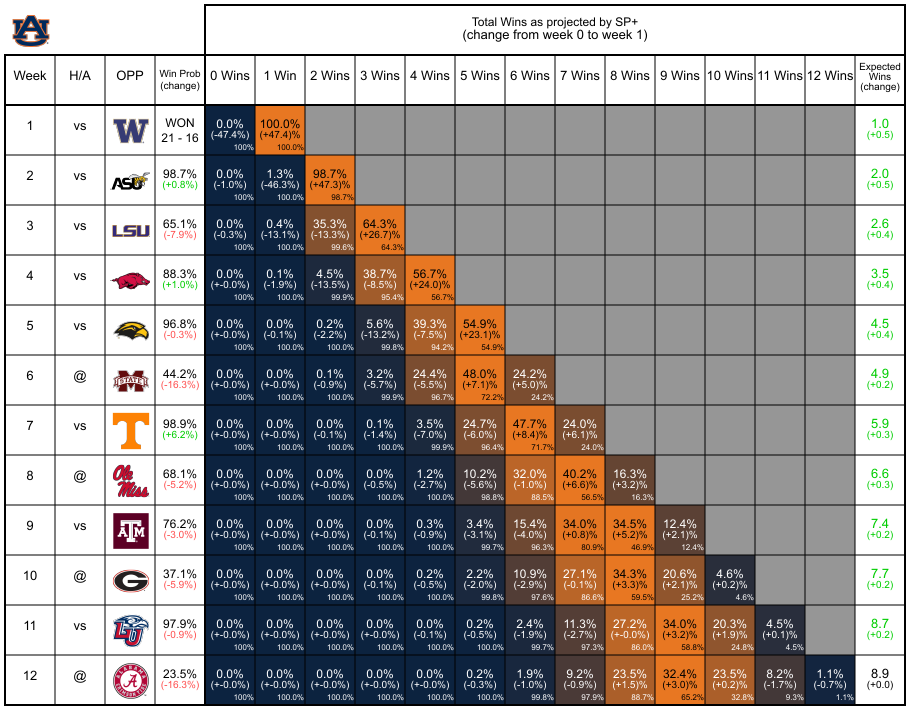 Total Wins as projected by SP+
(change from week 0 to week 1)
Week H/A OPP Win Prob (change) 0 Wins 1 Win 2 Wins 3 Wins 4 Wins 5 Wins 6 Wins 7 Wins 8 Wins 9 Wins 10 Wins 11 Wins 12 Wins Expected Wins (change)
1 vs W WON 0.0% 100.0% 1.0
21 - 16 (-47.4%) (+47.4)% (+0.5)
100% 100.0%
2 vs ASU 98.7% 0.0% 1.3% 98.7% 2.0
(+0.8%) (-1.0%) (-46.3%) (+47.3)% (+0.5)
100% 100.0% 98.7%
3 vs LSU 65.1% 0.0% 0.4% 35.3% 64.3% 2.6
(-7.9%) (-0.3%) (-13.1%) (-13.3%) (+26.7)% (+0.4)
100% 100.0% 99.6% 64.3%
4 vs 88.3% 0.0% 0.1% 4.5% 38.7% 56.7% 3.5
(+1.0%) (+-0.0%) (-1.9%) (-13.5%) (-8.5%) (+24.0)% (+0.4)
100% 100.0% 99.9% 95.4% 56.7%
5 vs 96.8% 0.0% 0.0% 0.2% 5.6% 39.3% 54.9% 4.5
(-0.3%) (+-0.0%) (-0.1%) (-2.2%) (-13.2%) (-7.5%) (+23.1)% (+0.4)
100% 100.0% 100.0% 99.8% 94.2% 54.9%
6 @ M STATE 44.2% 0.0% 0.0% 0.1% 3.2% 24.4% 48.0% 24.2% 4.9
(-16.3%) (+-0.0%) (+-0.0%) (-0.9%) (-5.7%) (-5.5%) (+7.1)% (+5.0)% (+0.2)
100% 100.0% 100.0% 99.9% 96.7% 72.2% 24.2%
7 vs T 98.9% 0.0% 0.0% 0.0% 0.1% 3.5% 24.7% 47.7% 24.0% 5.9
(+6.2%) (+-0.0%) (+-0.0%) (-0.1%) (-1.4%) (-7.0%) (-6.0%) (+8.4)% (+6.1)% (+0.3)
100% 100.0% 100.0% 100.0% 99.9% 96.4% 71.7% 24.0%
8 @ Ole Miss 68.1% 0.0% 0.0% 0.0% 0.0% 1.2% 10.2% 32.0% 40.2% 16.3% 6.6
(-5.2%) (+-0.0%) (+-0.0%) (+-0.0%) (-0.5%) (-2.7%) (-5.6%) (-1.0%) (+6.6)% (+3.2)% (+0.3)
100% 100.0% 100.0% 100.0% 100.0% 98.8% 88.5% 56.5% 16.3%
9 vs ATM 76.2% 0.0% 0.0% 0.0% 0.0% 0.3% 3.4% 15.4% 34.0% 34.5% 12.4% 7.4
(-3.0%) (+-0.0%) (+-0.0%) (+-0.0%) (-0.1%) (-0.9%) (-3.1%) (-4.0%) (+0.8)% (+5.2)% (+2.1)% (+0.2)
100% 100.0% 100.0% 100.0% 100.0% 99.7% 96.3% 80.9% 46.9% 12.4%
10 @ G 37.1% 0.0% 0.0% 0.0% 0.0% 0.2% 2.2% 10.9% 27.1% 34.3% 20.6% 4.6% 7.7
(-5.9%) (+-0.0%) (+-0.0%) (+-0.0%) (-0.1%) (-0.5%) (-2.0%) (-2.9%) (-0.1%) (+3.3)% (+2.1)% (+0.2)% (+0.2)
100% 100.0% 100.0% 100.0% 100.0% 99.8% 97.6% 86.6% 59.5% 25.2% 4.6%
11 vs LU 97.9% 0.0% 0.0% 0.0% 0.0% 0.0% 0.2% 2.4% 11.3% 27.2% 34.0% 20.3% 4.5% 8.7
(-0.9%) (+-0.0%) (+-0.0%) (+-0.0%) (+-0.0%) (-0.1%) (-0.5%) (-1.9%) (-2.7%) (+-0.0%) (+3.2)% (+1.9)% (+0.1)% (+0.2)
100% 100.0% 100.0% 100.0% 100.0% 100.0% 99.7% 97.3% 86.0% 58.8% 24.8% 4.5%
12 @ A 23.5% 0.0% 0.0% 0.0% 0.0% 0.0% 0.2% 1.9% 9.2% 23.5% 32.4% 23.5% 8.2% 1.1% 8.9
(-16.3%) (+-0.0%) (+-0.0%) (+-0.0%) (+-0.0%) (+-0.0%) (-0.3%) (-1.0%) (-0.9%) (+1.5)% (+3.0)% (+0.2)% (-1.7%) (-0.7%) (+0.0)
100% 100.0% 100.0% 100.0% 100.0% 100.0% 99.8% 97.9% 88.7% 65.2% 32.8% 9.3% 1.1%